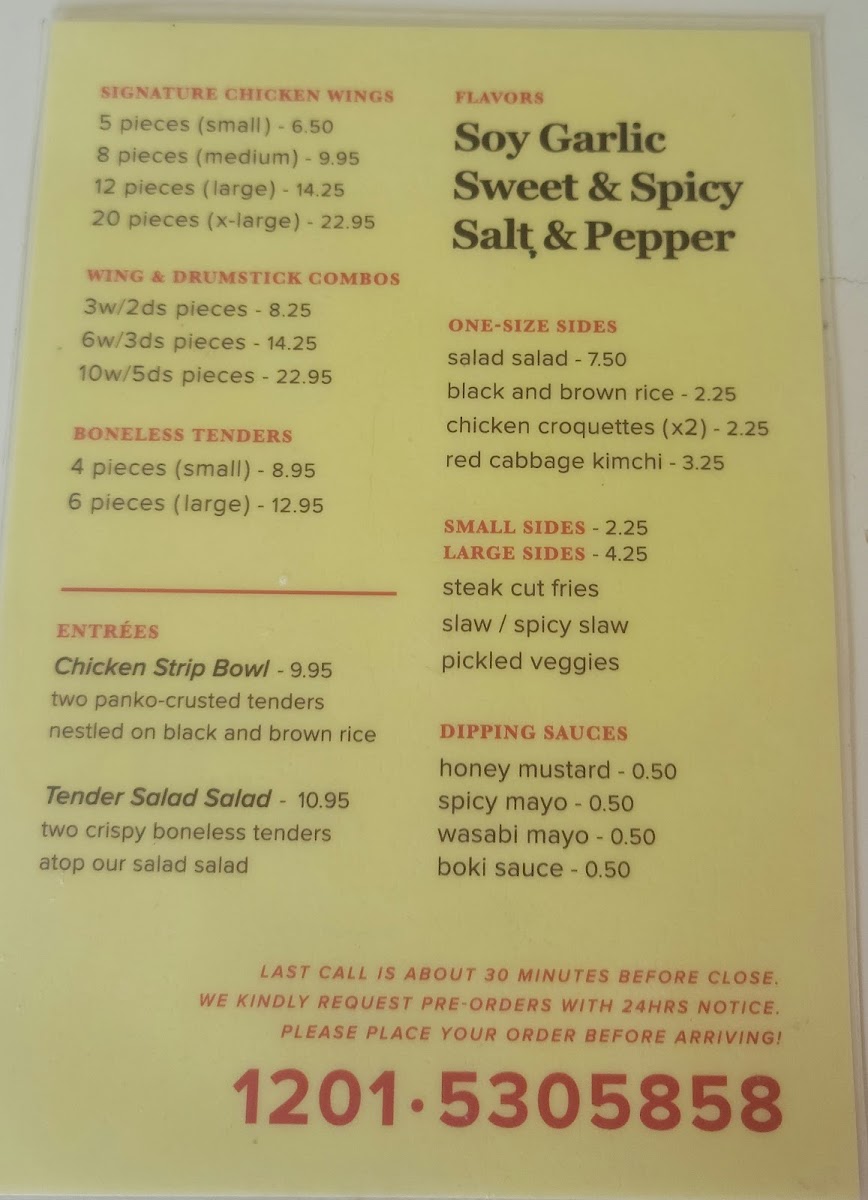 SIGNATURE CHICKEN WINGS
5 pieces (small) - 6.50
8 pieces (medium) - 9.95
12 pieces (large) - 14.25
20 pieces (x-large) - 22.95
WING & DRUMSTICK COMBOS
3w/2ds pieces - 8.25
6w/3ds pieces - 14.25
10w/5ds pieces - 22.95
BONELESS TENDERS
4 pieces (small) - 8.95
6 pieces (large) - 12.95
ENTRÉES
Chicken Strip Bowl - 9.95
two panko-crusted tenders
nestled on black and brown rice
Tender Salad Salad - 10.95
two crispy boneless tenders
atop our salad salad
FLAVORS
Soy Garlic
Sweet & Spicy
Salt & Pepper
ONE-SIZE SIDES
salad salad - 7.50
black and brown rice - 2.25
chicken croquettes (x2) - 2.25
red cabbage kimchi - 3.25
SMALL SIDES - 2.25
LARGE SIDES - 4.25
steak cut fries
slaw / spicy slaw
pickled veggies
DIPPING SAUCES
honey mustard - 0.50
spicy mayo - 0.50
wasabi mayo - 0.50
boki sauce - 0.50
LAST CALL IS ABOUT 30 MINUTES BEFORE CLOSE.
WE KINDLY REQUEST PRE-ORDERS WITH 24HRS NOTICE.
PLEASE PLACE YOUR ORDER BEFORE ARRIVING!
1201·5305858